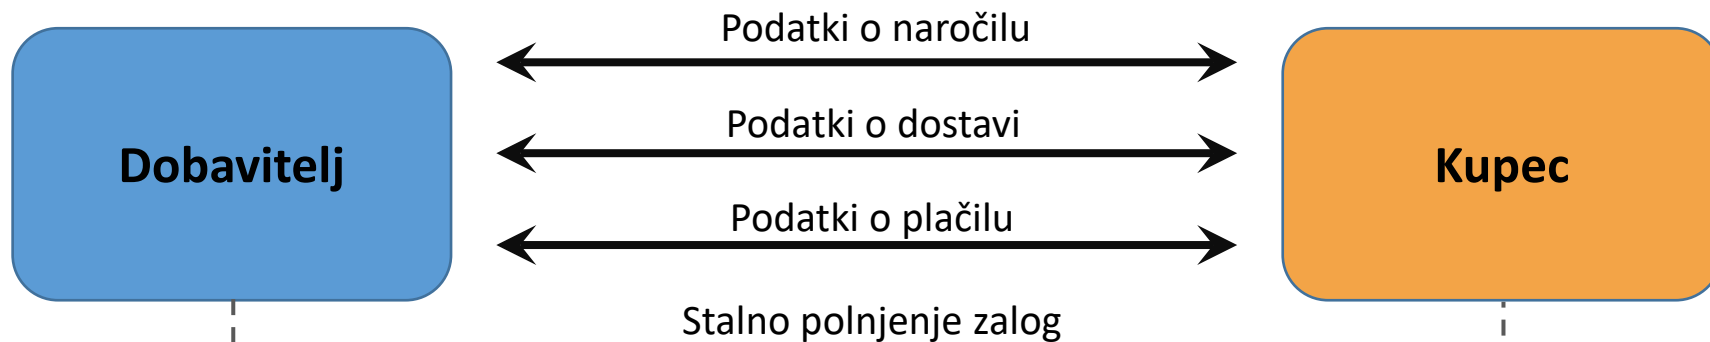 Podatki o naročilu
Podatki o dostavi
Dobavitelj
Kupec
Podatki o plačilu
Stalno polnjenje zalog